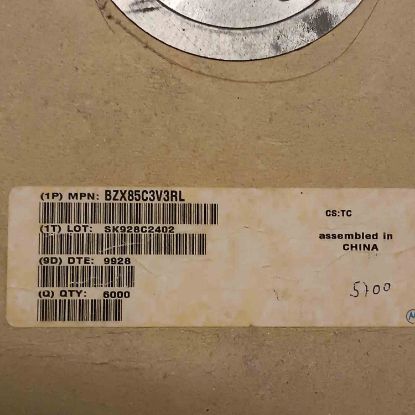 (1P) MPN: BZX85C3V3RL
(1T) LOT: SK928C2402
(9D) DTE: 9928
(Q) QTY: 6000
CS:TC
assembled in
CHINA
5700